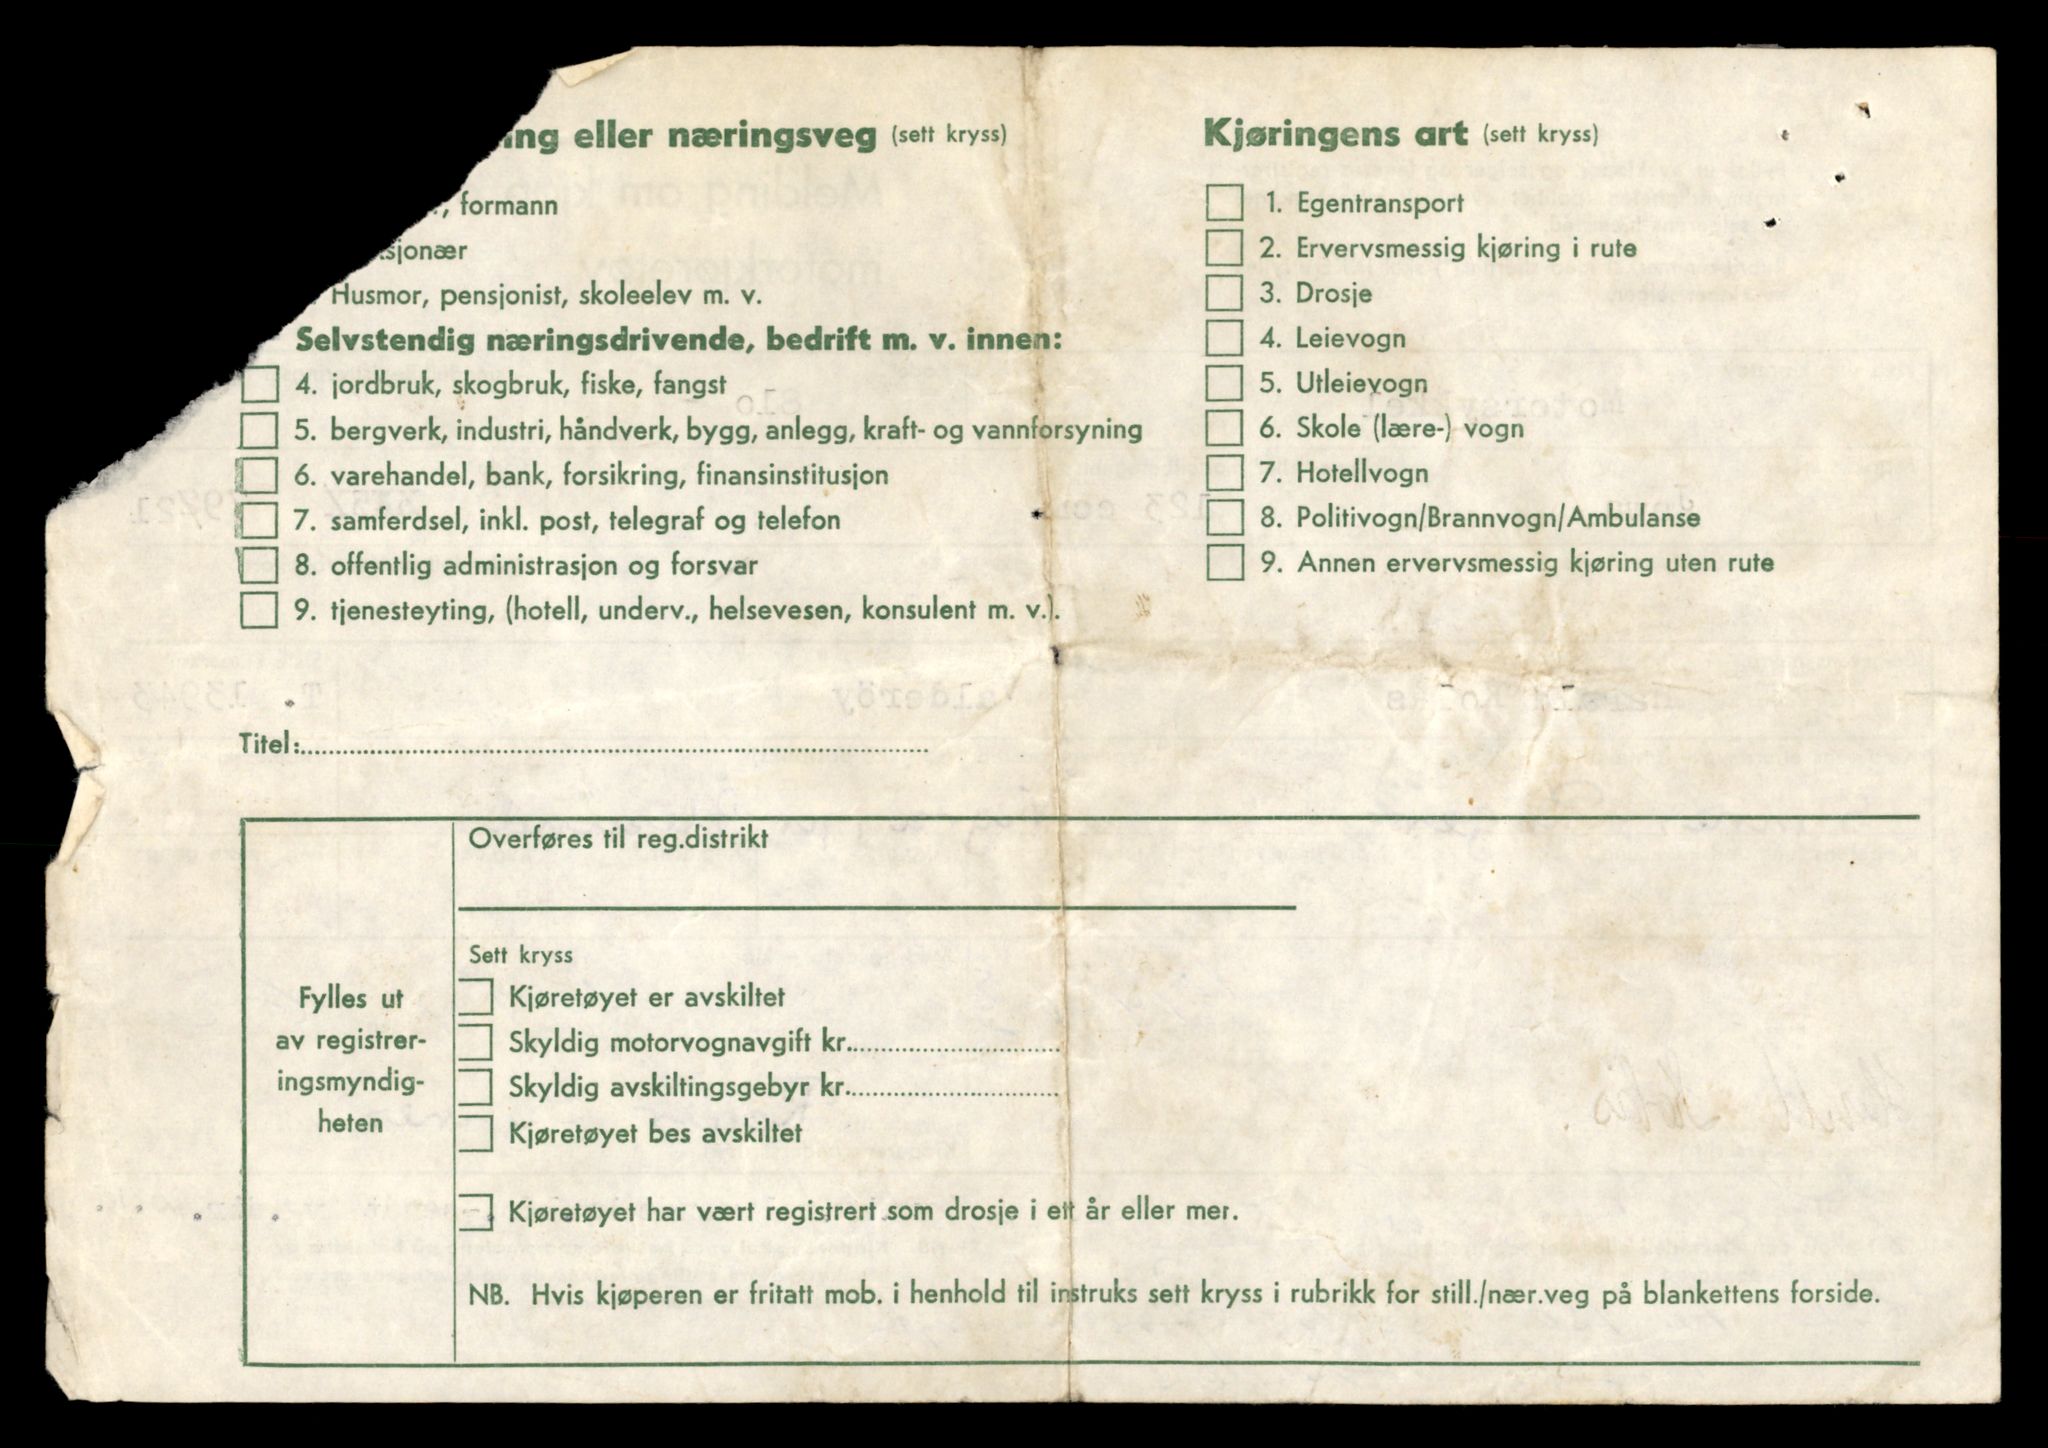 ing eller næringsveg (sett kryss)
, formann
sjonær
Husmor, pensjonist, skoleelev m. v.
Selvstendig næringsdrivende, bedrift m. v. innen:
4. jordbruk, skogbruk, fiske, fangst
5. bergverk, industri, håndverk, bygg, anlegg, kraft- og vannforsyning
6. varehandel, bank, forsikring, finansinstitusjon
7. samferdsel, inkl. post, telegraf og telefon
8. offentlig administrasjon og forsvar
9. tjenesteyting, (hotell, underv., helsevesen, konsulent m. v.).
Titel:
Kjøringens art (sett kryss)
1. Egentransport
2. Ervervsmessig kjøring i rute
3. Drosje
4. Leievogn
5. Utleievogn
6. Skole (lære-) vogn
7. Hotellvogn
8. Politivogn/Brannvogn/Ambulanse
9. Annen ervervsmessig kjøring uten rute
Fylles ut
av registrer-
ingsmyndig-
heten
Overføres til reg.distrikt
Sett kryss
Kjøretøyet er avskiltet
Skyldig motorvognavgift kr.
Skyldig avskiltingsgebyr kr.
Kjøretøyet bes avskiltet
Kjøretøyet har vært registrert som drosje i ett år eller mer.
NB. Hvis kjøperen er fritatt mob. i henhold til instruks sett kryss i rubrikk for still./nær.veg på blankettens forside.